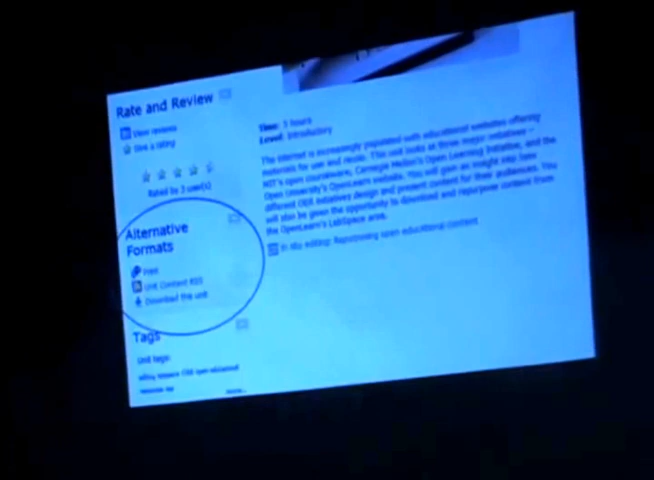 Rate and Review
View reviews
Give a rating
Rated by 3 user(s)
Alternative
Formats
Print
Unit Content RSS
Download this unit
Tags
Unit tags:
Time: 5 hours
Level: Introductory
The internet is increasingly populated with educational websites offering
materials for use and reuse. This unit looks at three major initiatives –
MIT's open courseware, Carnegie Mellon's Open Learning Initiative, and the
Open University's OpenLearn website. You will gain an insight into how
different OER initiatives design and present content for their audiences. You
will also be given the opportunity to download and repurpose content from
the OpenLearn's LabSpace area.
editing: Repurposing open educational content